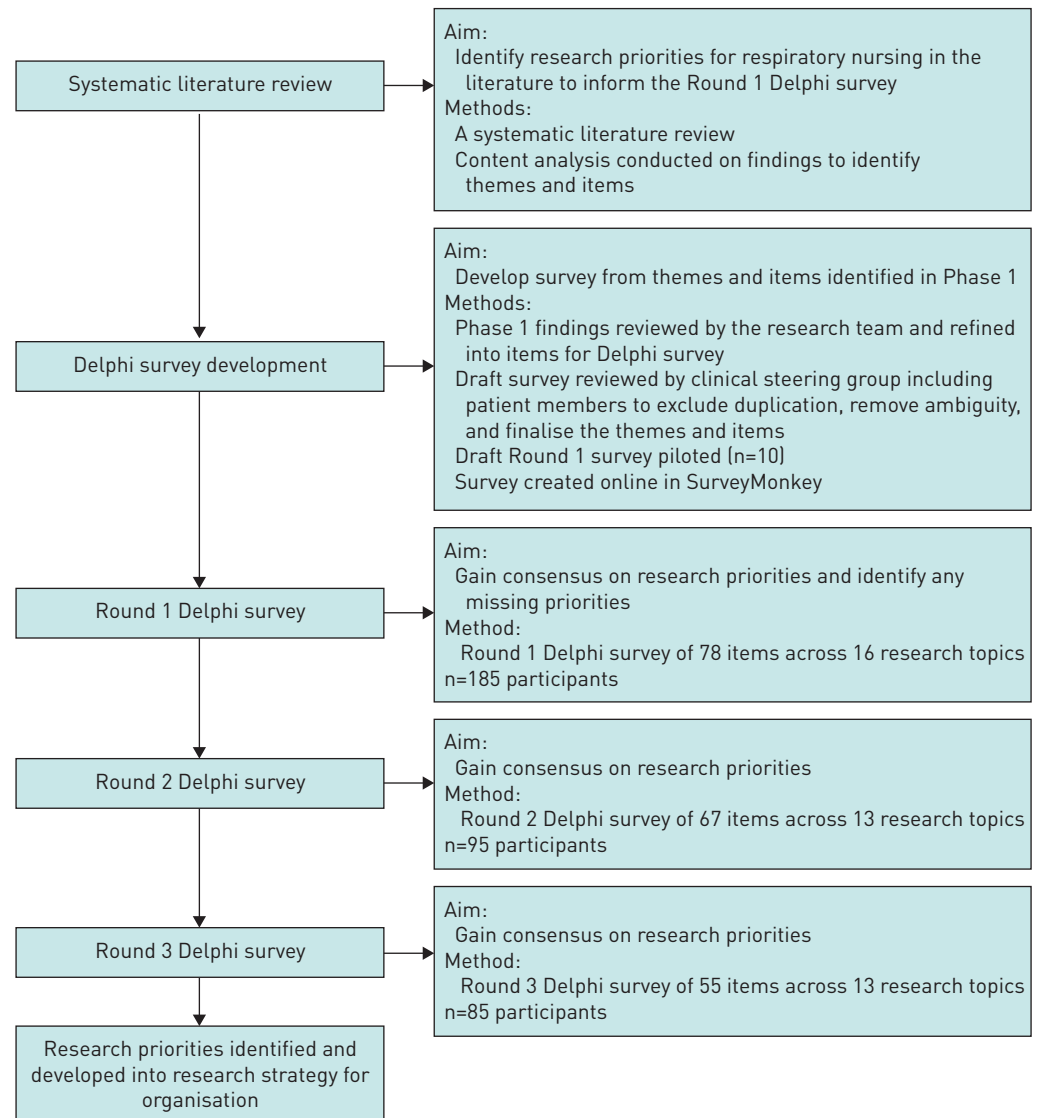 Systematic literature review
Aim:
Identify research priorities for respiratory nursing in the
literature to inform the Round 1 Delphi survey
Methods:
A systematic literature review
Content analysis conducted on findings to identify
themes and items
Delphi survey development
Aim:
Develop survey from themes and items identified in Phase 1
Methods:
Phase 1 findings reviewed by the research team and refined
into items for Delphi survey
Draft survey reviewed by clinical steering group including
patient members to exclude duplication, remove ambiguity,
and finalise the themes and items
Draft Round 1 survey piloted (n=10)
Survey created online in SurveyMonkey
Round 1 Delphi survey
Aim:
Gain consensus on research priorities and identify any
missing priorities
Method:
Round 1 Delphi survey of 78 items across 16 research topics
n=185 participants
Round 2 Delphi survey
Aim:
Gain consensus on research priorities
Method:
Round 2 Delphi survey of 67 items across 13 research topics
n=95 participants
Round 3 Delphi survey
Aim:
Gain consensus on research priorities
Method:
Round 3 Delphi survey of 55 items across 13 research topics
n=85 participants
Research priorities identified and
developed into research strategy for
organisation